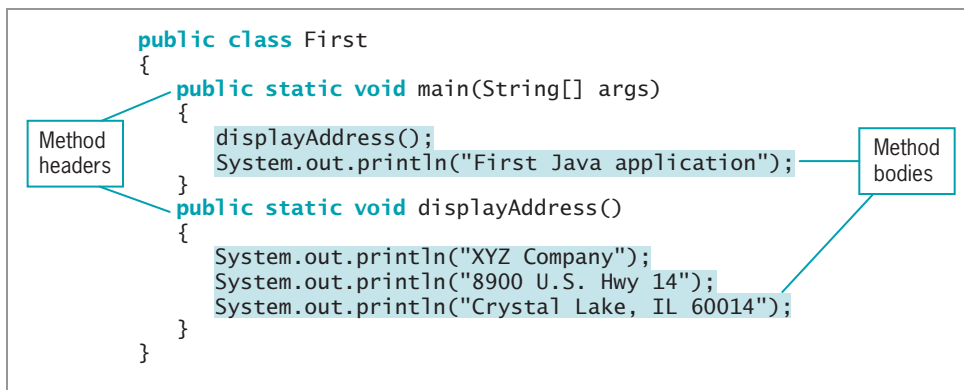 public class First
{
public static void main(String[] args)
{
displayAddress();
System.out.println("First Java application");
}
public static void displayAddress()
{
System.out.println("XYZ Company");
System.out.println("8900 U.S. Hwy 14");
System.out.println("Crystal Lake, IL 60014");
}
}
Method
headers
Method
bodies